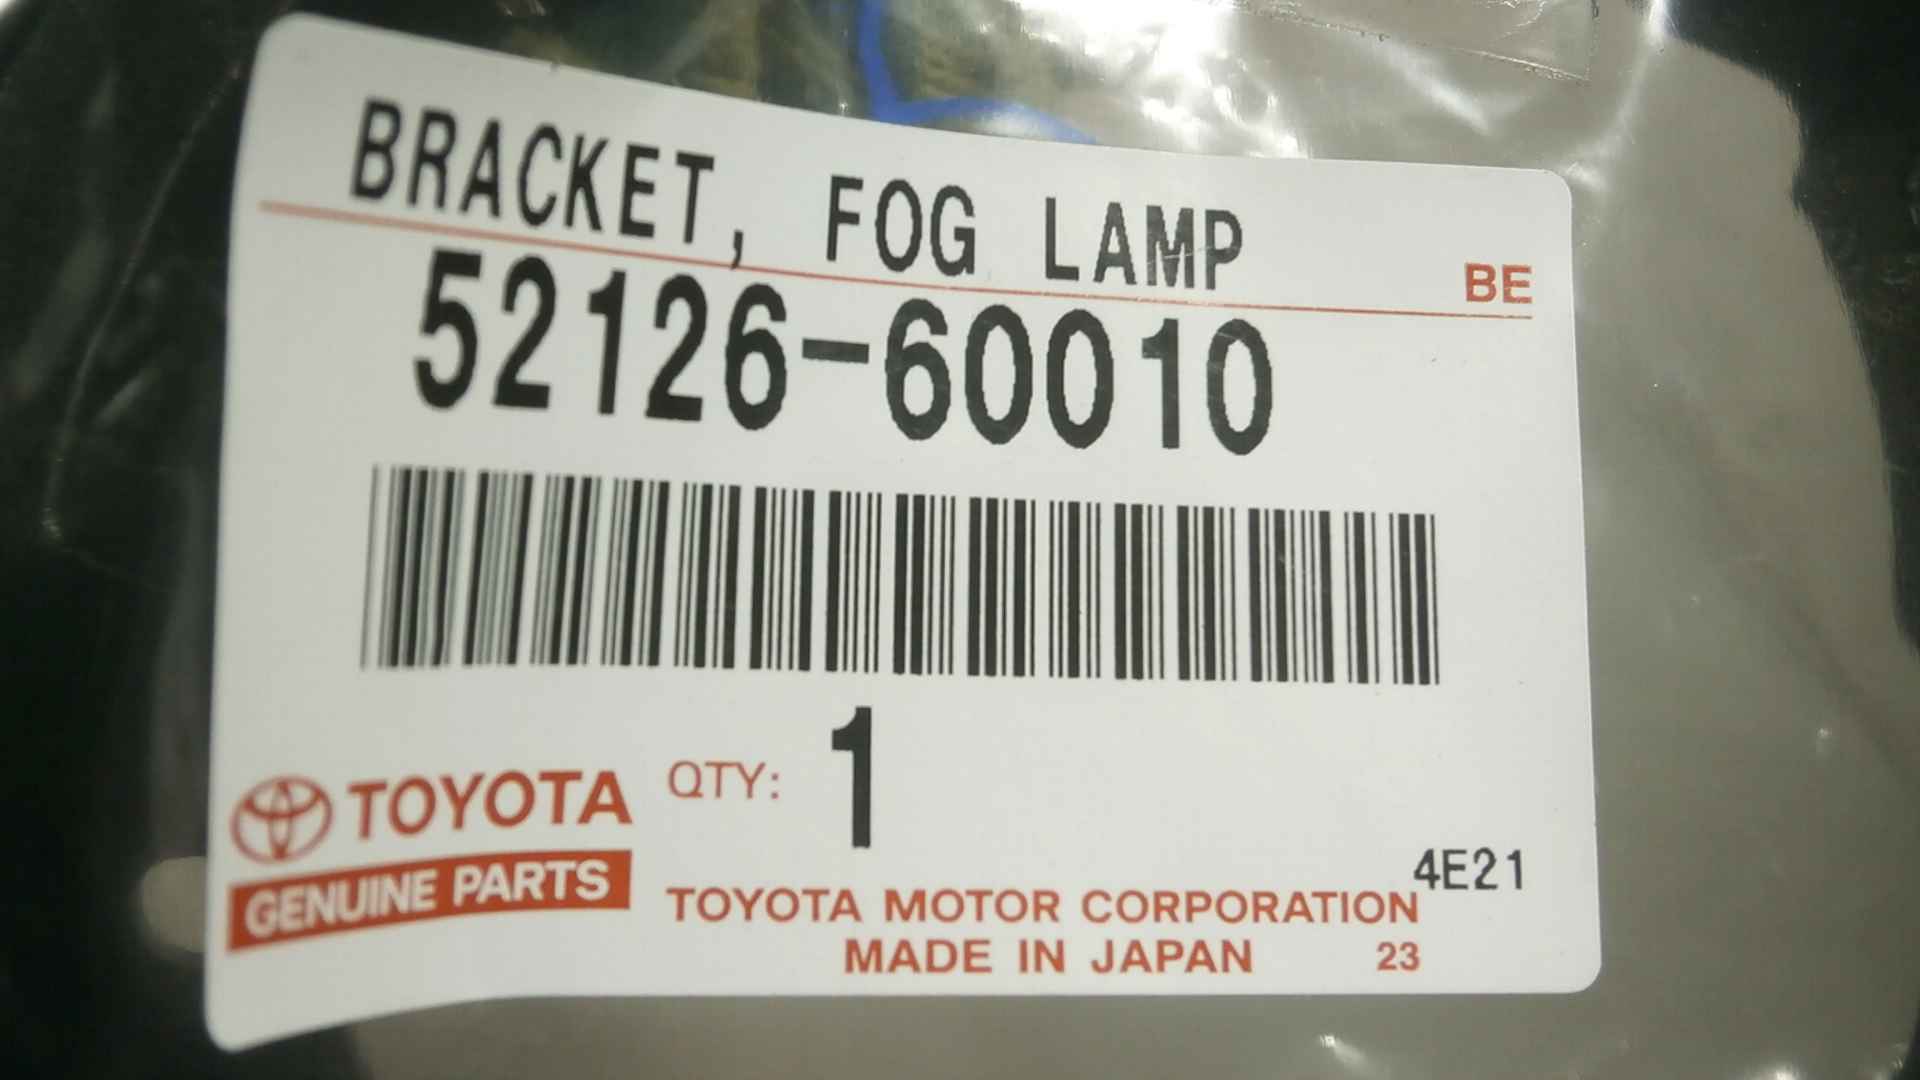 BRACKET, FOG LAMP
BE
52126-60010
TOYOTA
GENUINE PARTS
QTY: 1
4E21
TOYOTA MOTOR CORPORATION
MADE IN JAPAN 23